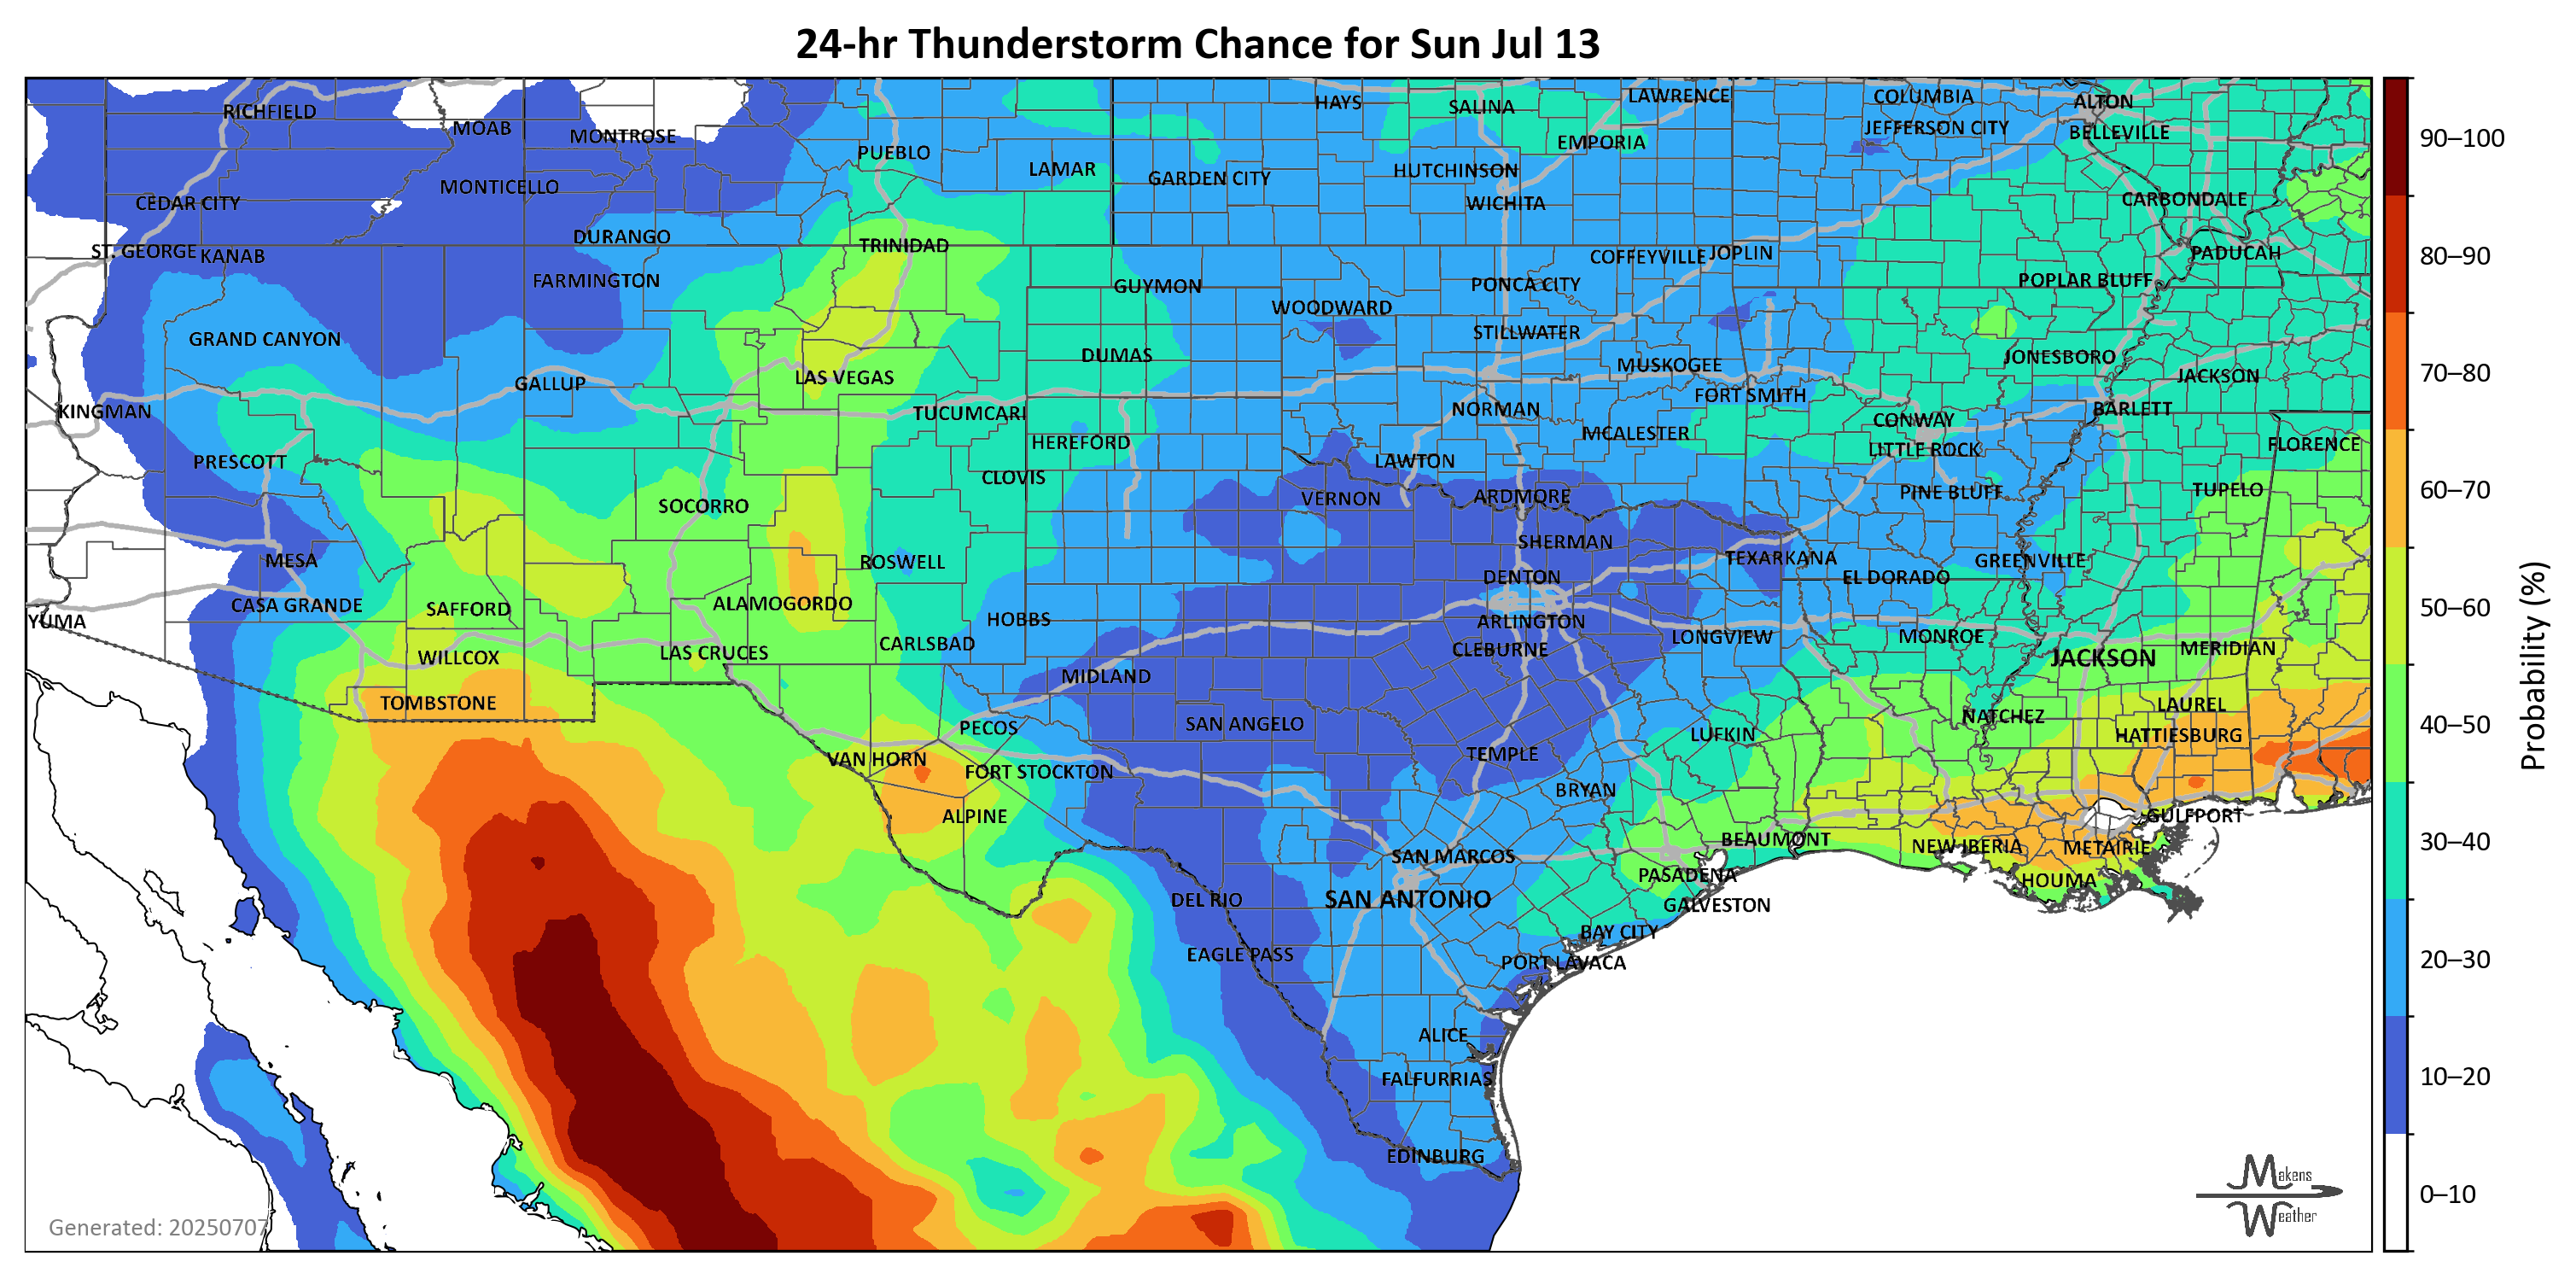 24-hr Thunderstorm Chance for Sun Jul 13
RICHFIELD
MOAB
MONTROSE
PUEBLO
LAMAR
HAYS
SALINA
LAWRENCE
EMPORIA
COLUMBIA
JEFFERSON CITY
ALTON
BELLEVILLE
CEDAR CITY
MONTICELLO
GARDEN CITY
HUTCHINSON
WICHITA
CARBONDALE
ST. GEORGE
KANAB
DURANGO
TRINIDAD
COFFEYVILLE
JOPLIN
PADUCAH
FARMINGTON
GUYMON
WOODWARD
PONCA CITY
POPLAR BLUFF
GRAND CANYON
STILLWATER
DUMAS
MUSKOGEE
JONESBORO
GALLUP
LAS VEGAS
FORT SMITH
JACKSON
KINGMAN
TUCUMCARI
NORMAN
CONWAY
BARLETT
HEREFORD
MCALESTER
LITTLE ROCK
FLORENCE
PRESCOTT
CLOVIS
LAWTON
SOCORRO
VERNON
ARDMORE
PINE BLUFF
TUPELO
MESA
ROSWELL
SHERMAN
TEXARKANA
GREENVILLE
DENTON
EL DORADO
CASA GRANDE
SAFFORD
ALAMOGORDO
YUMA
HOBBS
ARLINGTON
CARLSBAD
CLEBURNE
LONGVIEW
MONROE
WILLCOX
LAS CRUCES
JACKSON
MERIDIAN
MIDLAND
TOMBSTONE
PECOS
SAN ANGELO
LUFKIN
NATCHEZ
LAUREL
HATTIESBURG
VAN HORN
FORT STOCKTON
TEMPLE
BRYAN
ALPINE
GULFPORT
BEAUMONT
NEW IBERIA
METAIRIE
SAN MARCOS
PASADENA
HOUMA
DEL RIO
SAN ANTONIO
GALVESTON
BAY CITY
EAGLE PASS
PORT LAVACA
ALICE
FALFURRIAS
EDINBURG
Generated: 20250707
Makens
Weather
90–100
80–90
70–80
60–70
50–60
40–50
30–40
20–30
10–20
0–10
Probability (%)